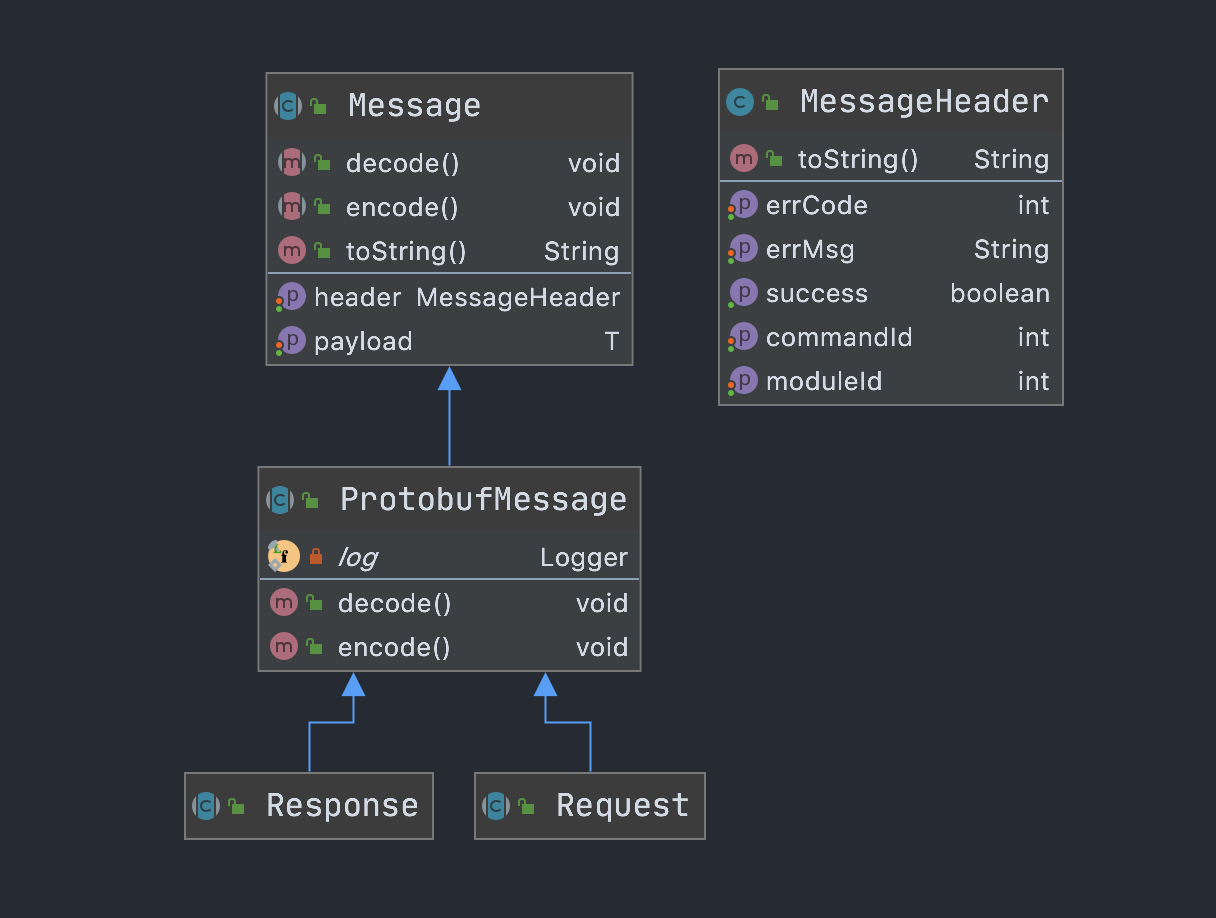 Message
decode() void
encode() void
toString() String
header MessageHeader
payload T
MessageHeader
toString() String
errCode int
errMsg String
success boolean
commandId int
moduleId int
ProtobufMessage
log Logger
decode() void
encode() void
Response
Request